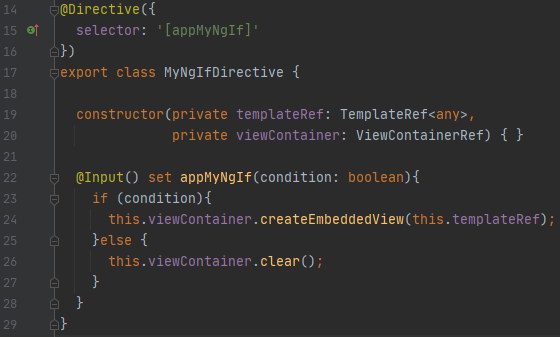 14 @Directive({
15   selector: '[appMyNgIf]'
16 })
17 export class MyNgIfDirective {
18
19   constructor(private templateRef: TemplateRef<any>,
20               private viewContainer: ViewContainerRef) { }
21
22   @Input() set appMyNgIf(condition: boolean){
23     if (condition){
24       this.viewContainer.createEmbeddedView(this.templateRef);
25     }else {
26       this.viewContainer.clear();
27     }
28   }
29 }